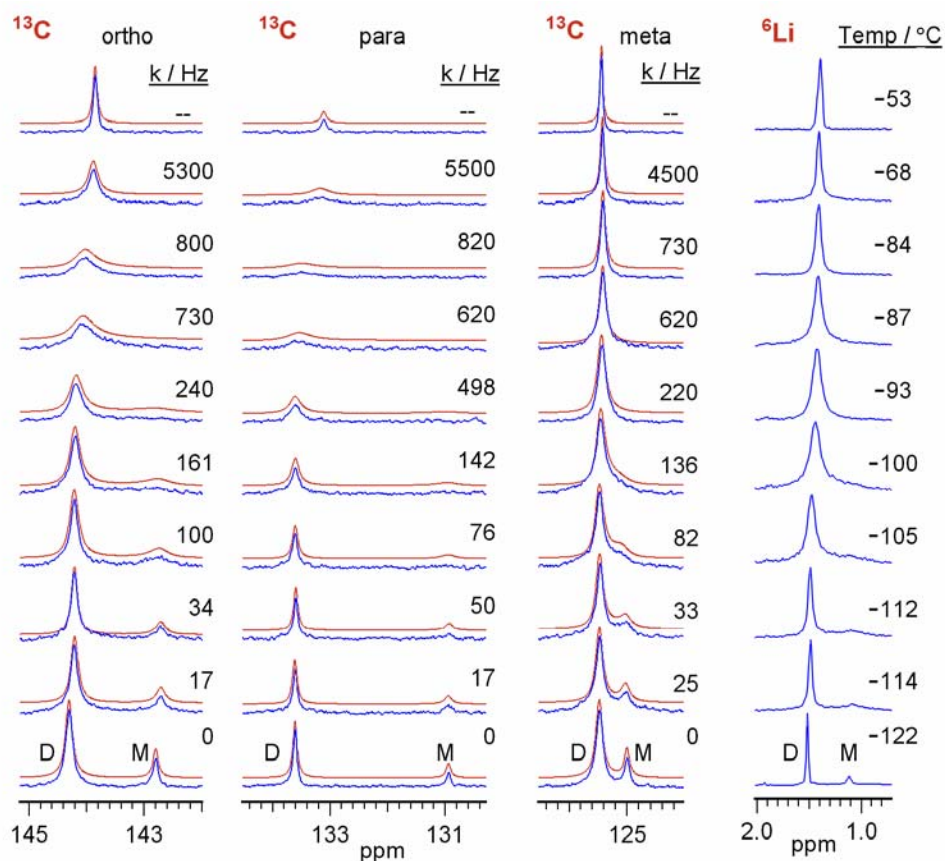 ¹³C ortho ¹³C para ¹³C meta ⁶Li Temp / °C
k / Hz k / Hz k / Hz
-- -- -- −53
5300 5500 4500 −68
800 820 730 −84
730 620 620 −87
240 498 220 −93
161 142 136 −100
100 76 82 −105
34 50 33 −112
17 17 25 −114
0 0 0 −122
D M D M D M D M
145 143 133 131 125 2.0 1.0
ppm ppm ppm